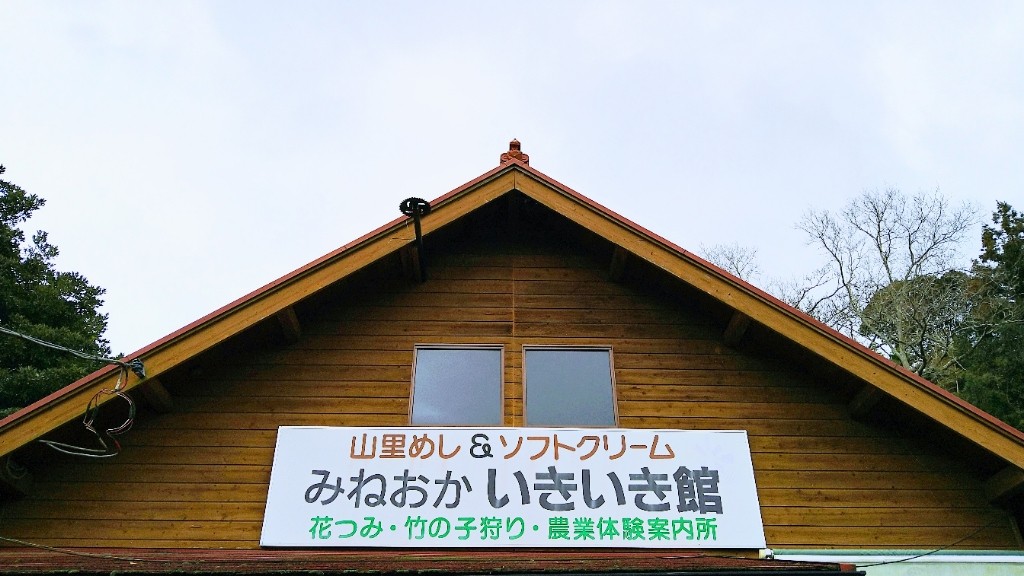 山里めし&ソフトクリーム
みねおか いきいき館
花つみ・竹の子狩り・農業体験案内所